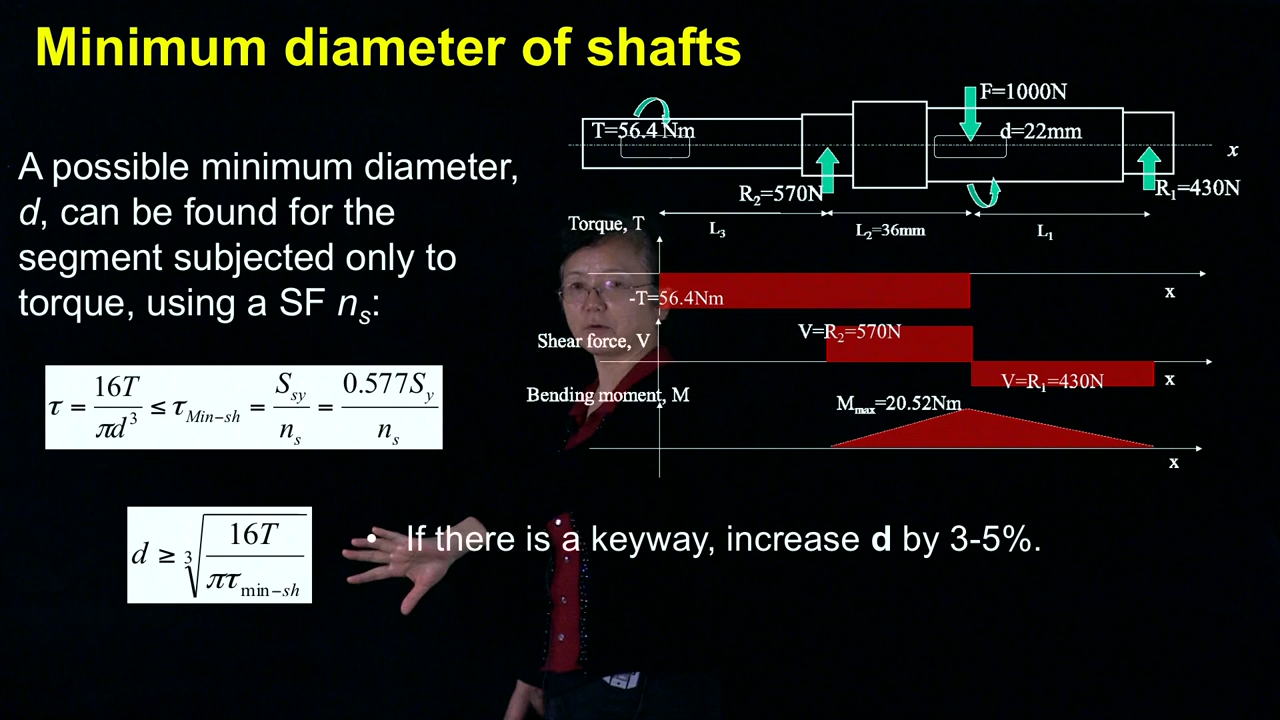 Minimum diameter of shafts
A possible minimum diameter,
d, can be found for the
segment subjected only to
torque, using a SF nₛ:
τ = 16T / πd³ ≤ τ_Min−sh = S_sy / n_s = 0.577S_y / n_s
d ≥ ∛(16T / πτ_min−sh)
• If there is a keyway, increase d by 3-5%.
F=1000N
T=56.4 Nm
d=22mm
x
R₂=570N
R₁=430N
L₃
L₂=36mm
L₁
Torque, T
-T=56.4Nm
x
V=R₂=570N
Shear force, V
V=R₁=430N
x
Bending moment, M
M_max=20.52Nm
x